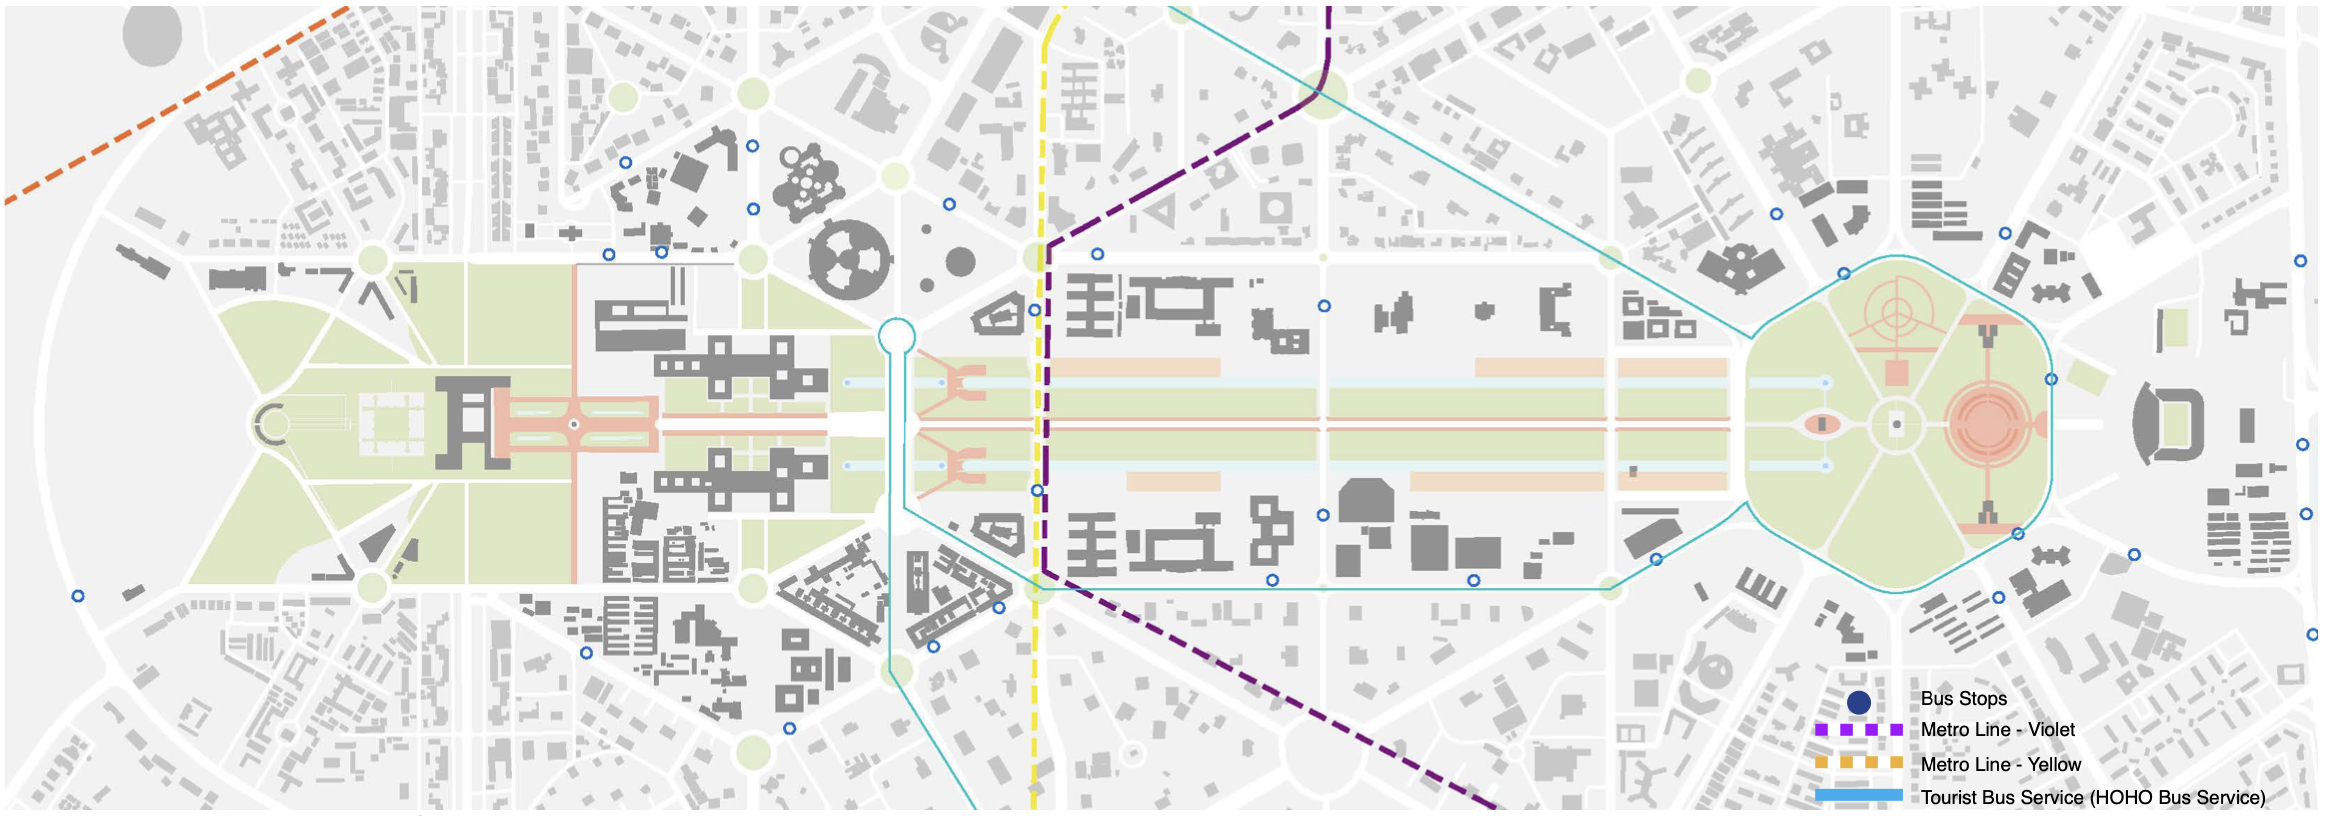 Bus Stops
Metro Line - Violet
Metro Line - Yellow
Tourist Bus Service (HOHO Bus Service)